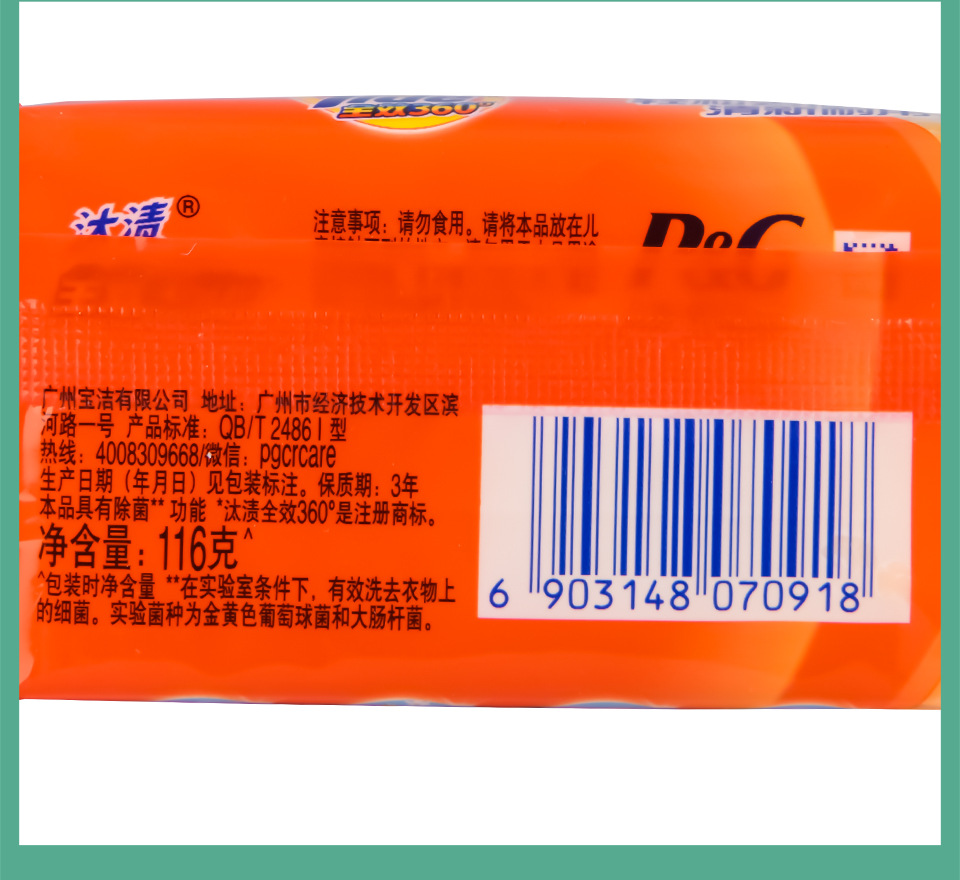 全效360°
汰渍®
注意事项：请勿食用。请将本品放在儿
P&G
广州宝洁有限公司 地址：广州市经济技术开发区滨
河路一号 产品标准：QB/T 2486 I 型
热线：4008309668/微信：pgcrcare
生产日期（年月日）见包装标注。保质期：3年
本品具有除菌**功能 *汰渍全效360°是注册商标。
净含量：116克^
^包装时净含量 **在实验室条件下，有效洗去衣物上
的细菌。实验菌种为金黄色葡萄球菌和大肠杆菌。
6 903148 070918